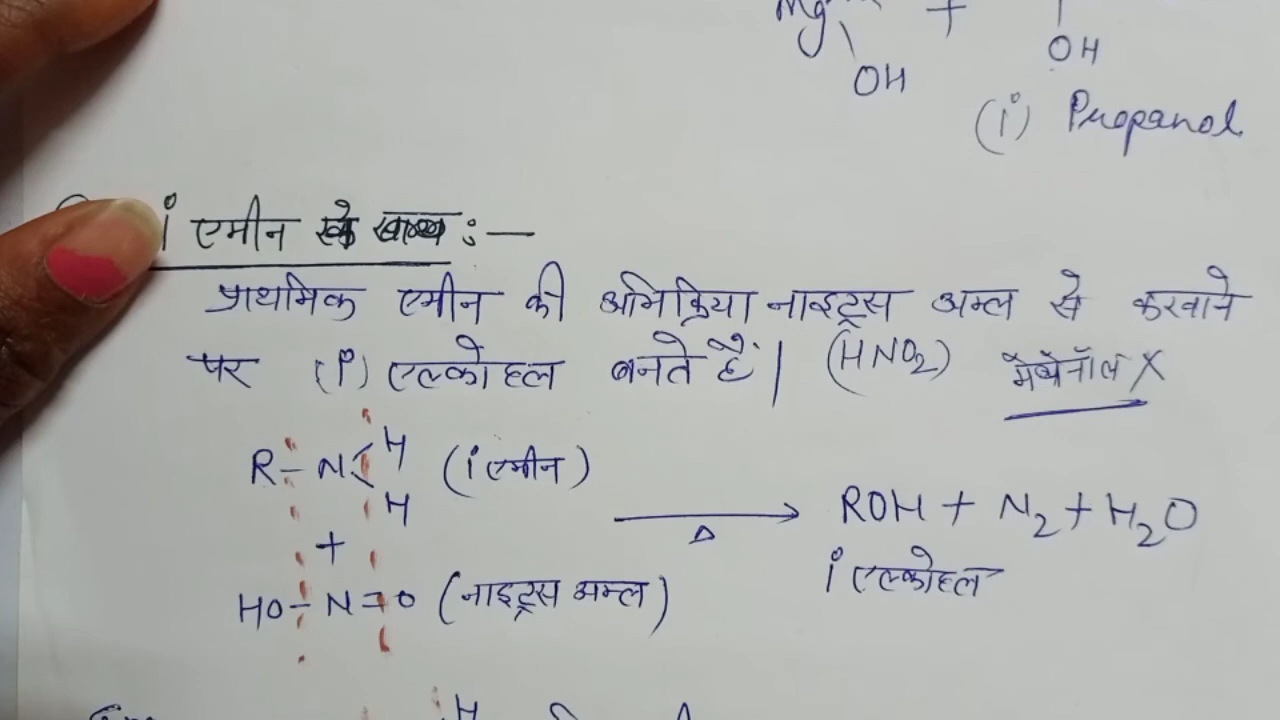 Mg +
OH OH
(i) Propanol
i एमीन :—
प्राथमिक एमीन की अभिक्रिया नाइट्रस अम्ल से करवाने
पर (i) एल्कोहल बनते हैं। (HNO2) मेथेनॉल X
R-N H (i एमीन)
H
+
HO-N=O (नाइट्रस अम्ल)
Δ
ROH + N2 + H2O
i एल्कोहल
H